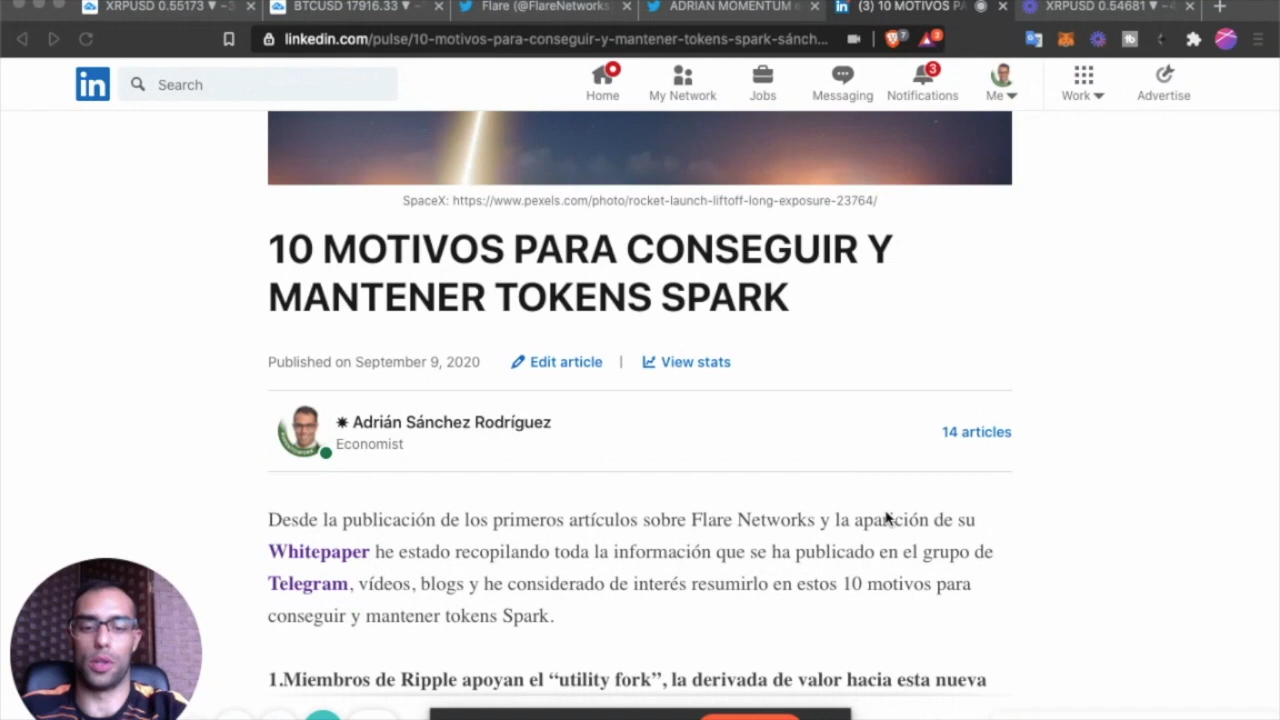 XRPUSD 0.55173 ▼ −3
BTCUSD 17916.33 ▼ −
Flare (@FlareNetworks
ADRIAN MOMENTUM
(3) 10 MOTIVOS PA
XRPUSD 0.54681 ▼ −4
linkedin.com/pulse/10-motivos-para-conseguir-y-mantener-tokens-spark-sánch...
7
3
in
Search
3
Home
My Network
Jobs
Messaging
Notifications
Me
Work
Advertise
SpaceX: https://www.pexels.com/photo/rocket-launch-liftoff-long-exposure-23764/
10 MOTIVOS PARA CONSEGUIR Y
MANTENER TOKENS SPARK
Published on September 9, 2020
Edit article
|
View stats
✷ Adrián Sánchez Rodríguez
Economist
14 articles
Desde la publicación de los primeros artículos sobre Flare Networks y la aparición de su
Whitepaper he estado recopilando toda la información que se ha publicado en el grupo de
Telegram, vídeos, blogs y he considerado de interés resumirlo en estos 10 motivos para
conseguir y mantener tokens Spark.
1.Miembros de Ripple apoyan el “utility fork”, la derivada de valor hacia esta nueva